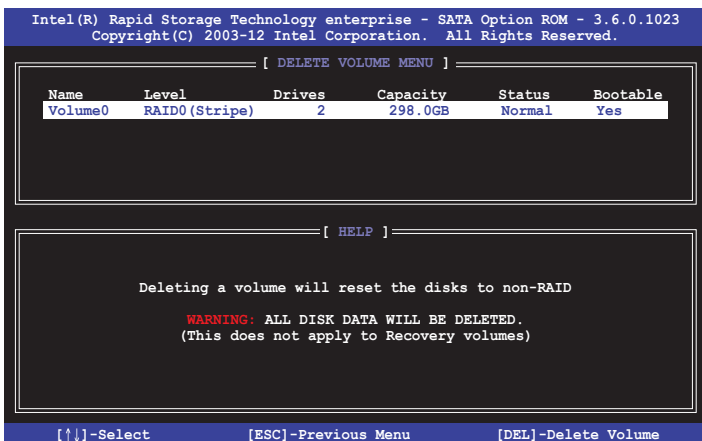 Intel(R) Rapid Storage Technology enterprise - SATA Option ROM - 3.6.0.1023
Copyright(C) 2003-12 Intel Corporation. All Rights Reserved.
[ DELETE VOLUME MENU ]
Name Level Drives Capacity Status Bootable
Volume0 RAID0(Stripe) 2 298.0GB Normal Yes
[ HELP ]
Deleting a volume will reset the disks to non-RAID
WARNING: ALL DISK DATA WILL BE DELETED.
(This does not apply to Recovery volumes)
[↑↓]-Select [ESC]-Previous Menu [DEL]-Delete Volume